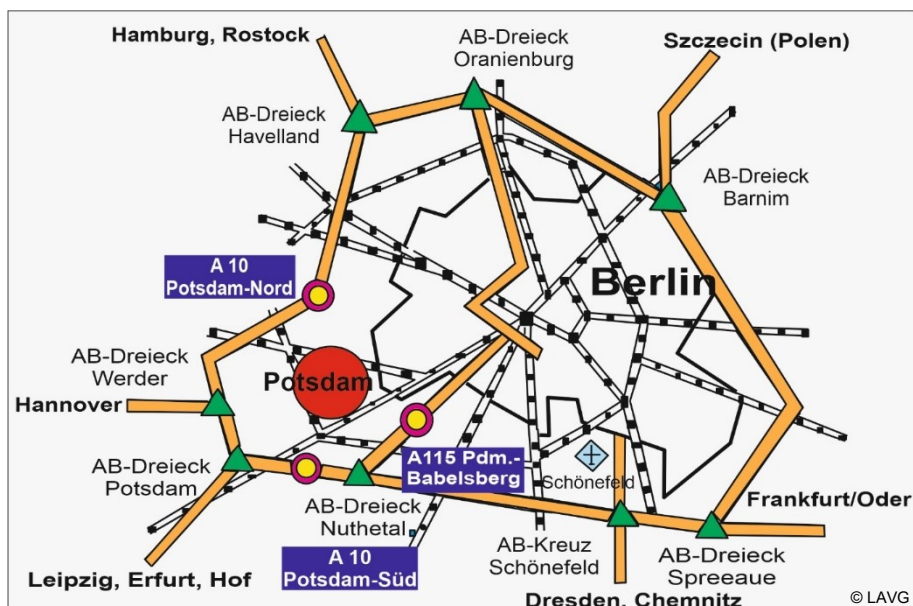 Hamburg, Rostock
AB-Dreieck
Oranienburg
Szczecin (Polen)
AB-Dreieck
Havelland
AB-Dreieck
Barnim
A 10
Potsdam-Nord
Berlin
AB-Dreieck
Werder
Potsdam
Hannover
AB-Dreieck
Potsdam
A115 Pdm.-
Babelsberg
Schönefeld
AB-Dreieck
Nuthetal
Frankfurt/Oder
A 10
Potsdam-Süd
AB-Kreuz
Schönefeld
AB-Dreieck
Spreeaue
Leipzig, Erfurt, Hof
Dresden, Chemnitz
© LAVG